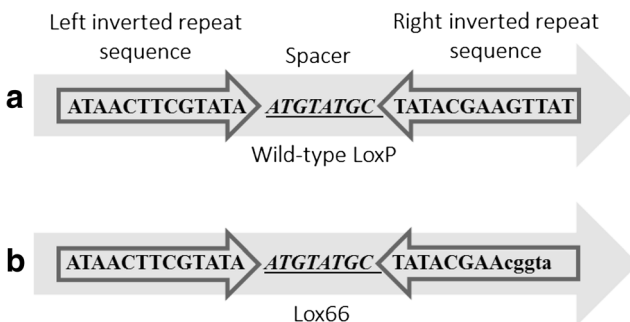 Left inverted repeat
sequence
Spacer
Right inverted repeat
sequence
a
ATAACTTCGTATA ATGTATGC TATACGAAGTTAT
Wild-type LoxP
b
ATAACTTCGTATA ATGTATGC TATACGAAcggta
Lox66